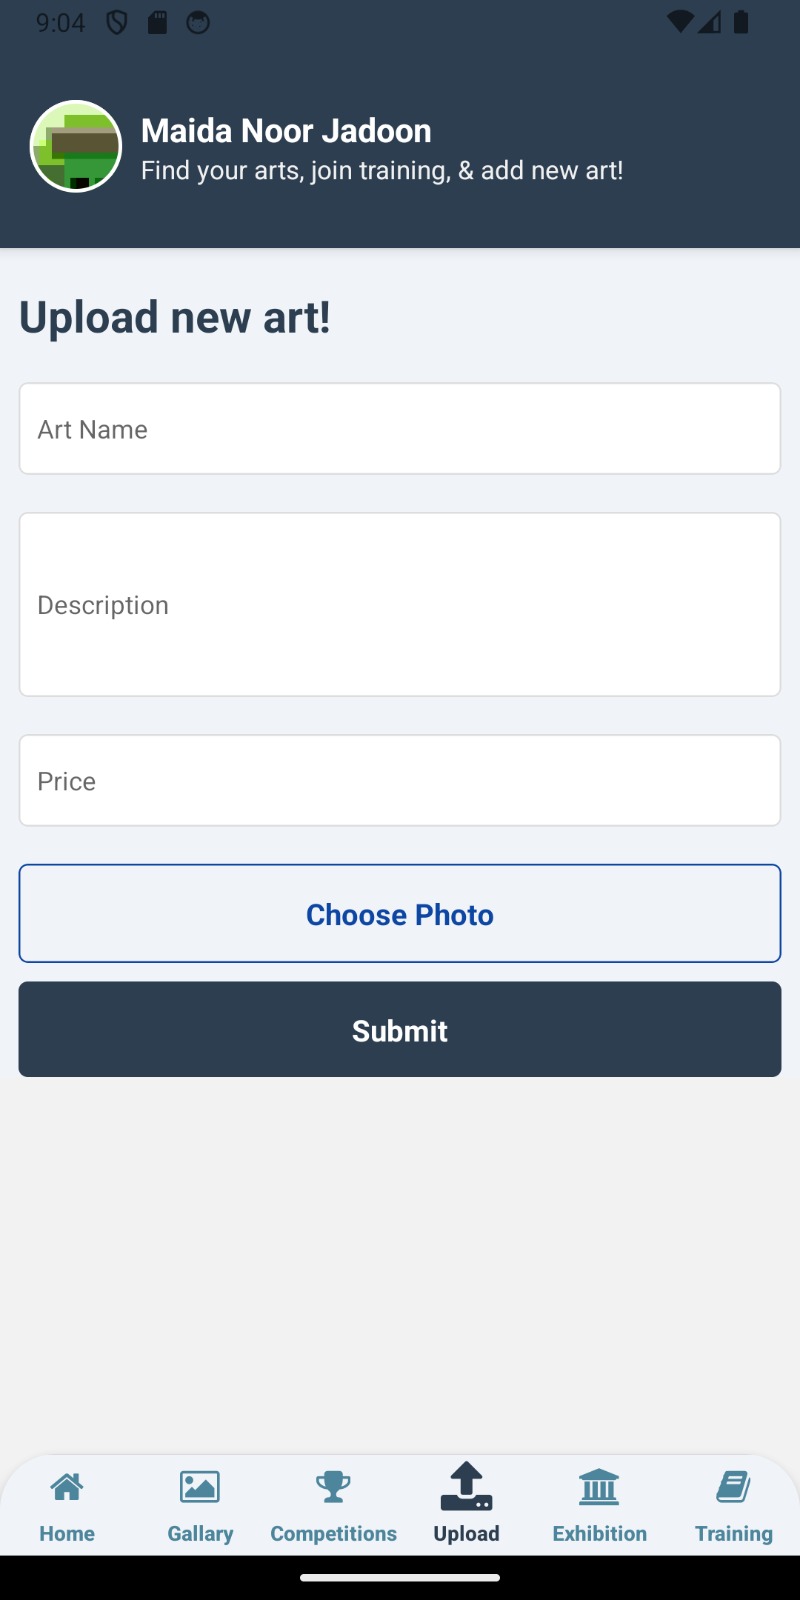 9:04
Maida Noor Jadoon
Find your arts, join training, & add new art!
Upload new art!
Art Name
Description
Price
Choose Photo
Submit
Home Gallary Competitions Upload Exhibition Training